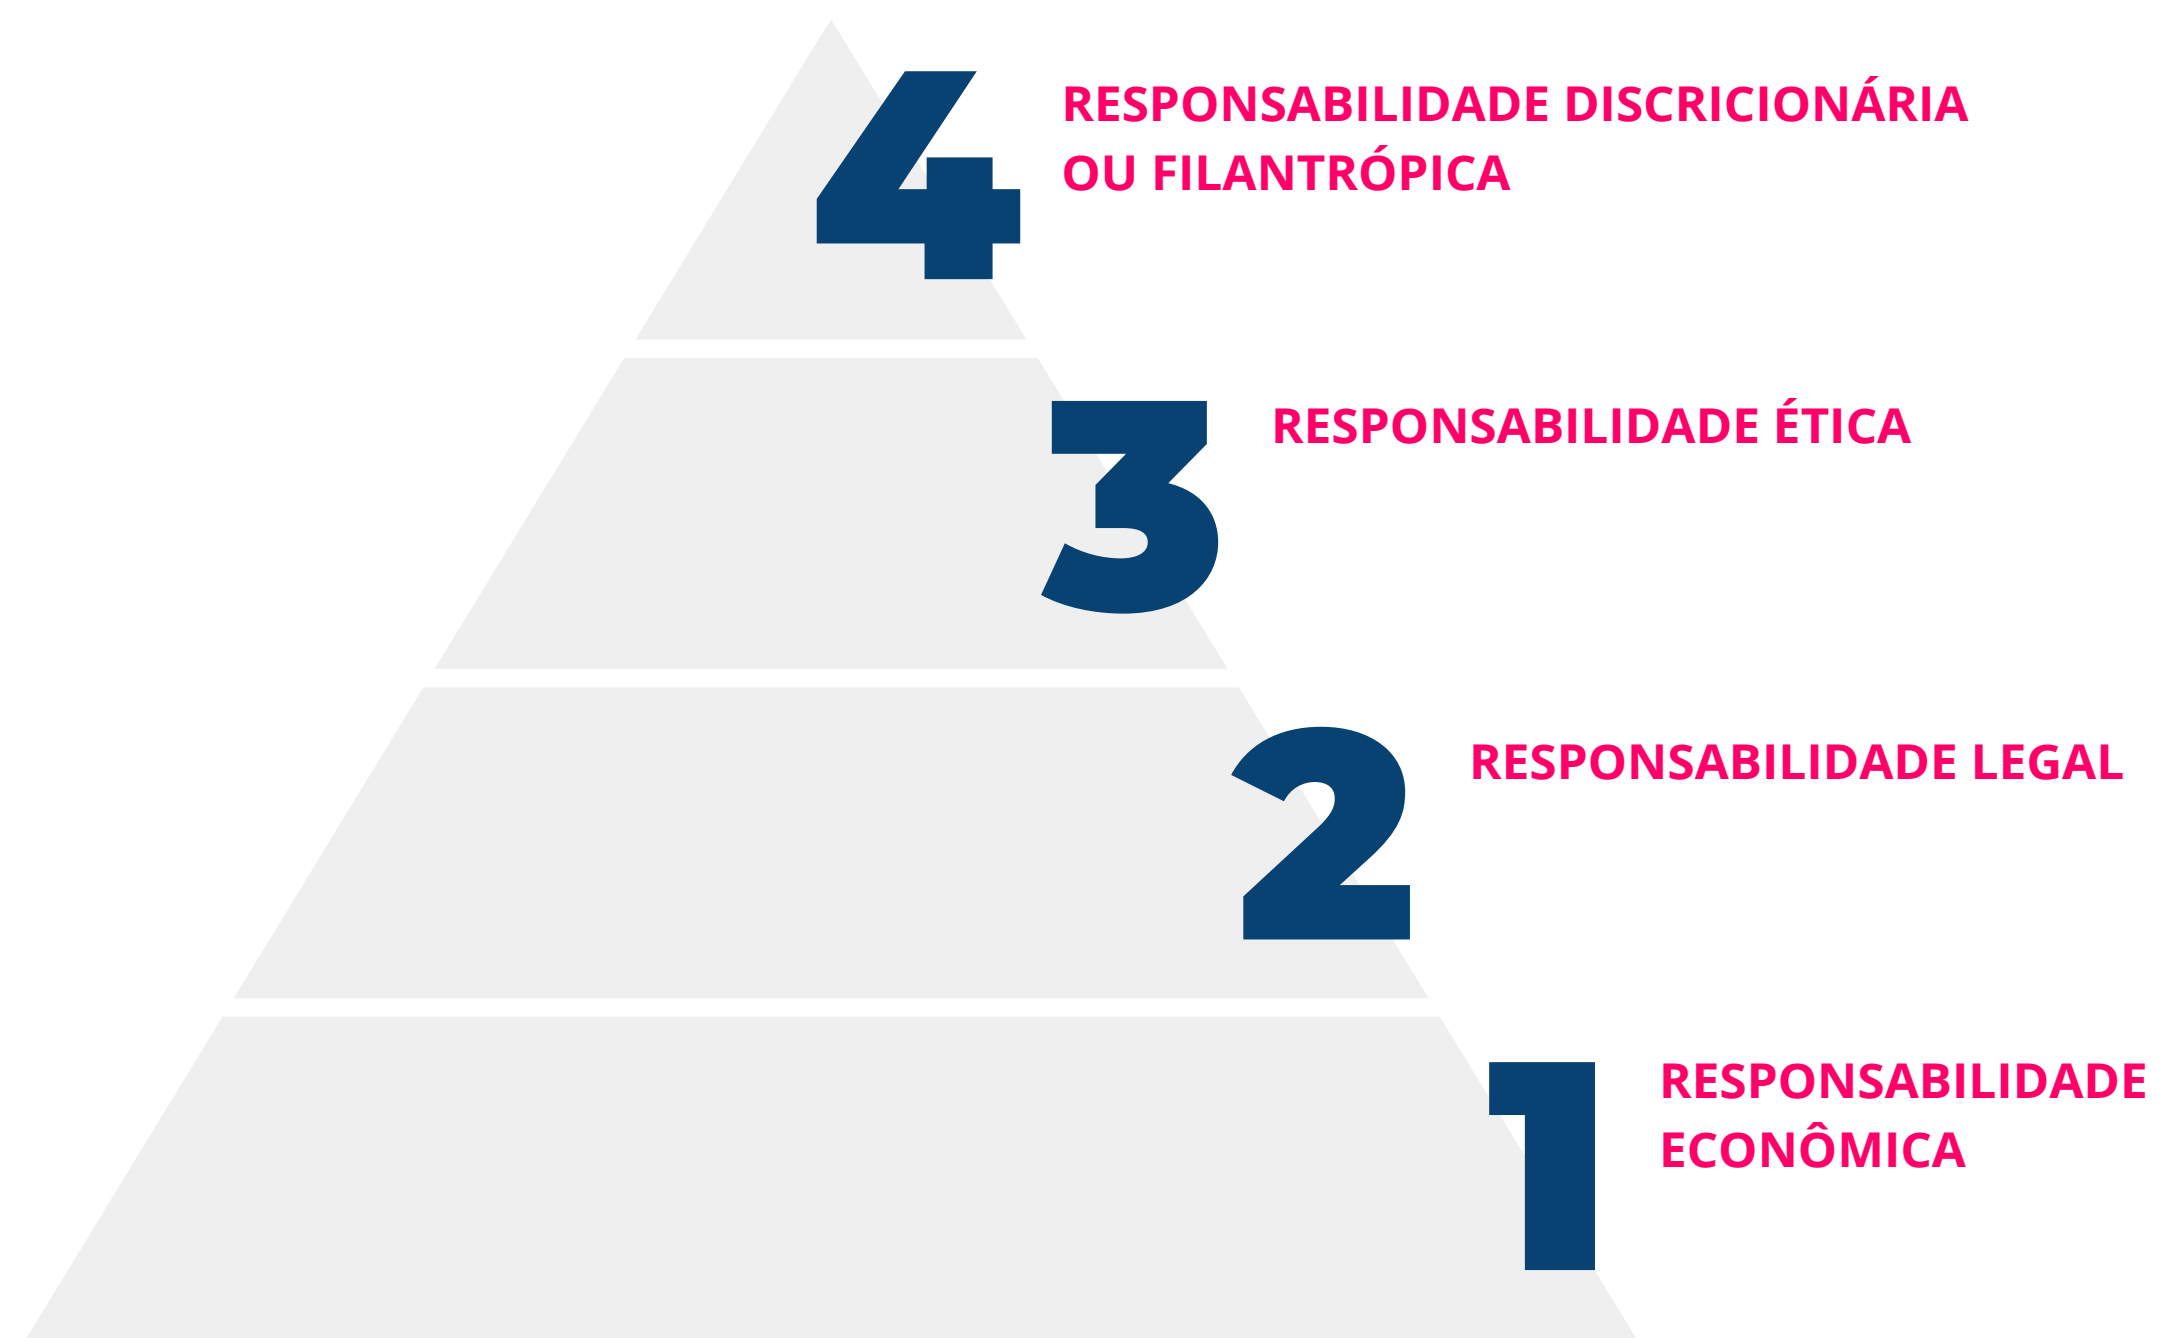 4
RESPONSABILIDADE DISCRICIONÁRIA
OU FILANTRÓPICA
3
RESPONSABILIDADE ÉTICA
2
RESPONSABILIDADE LEGAL
1
RESPONSABILIDADE
ECONÔMICA